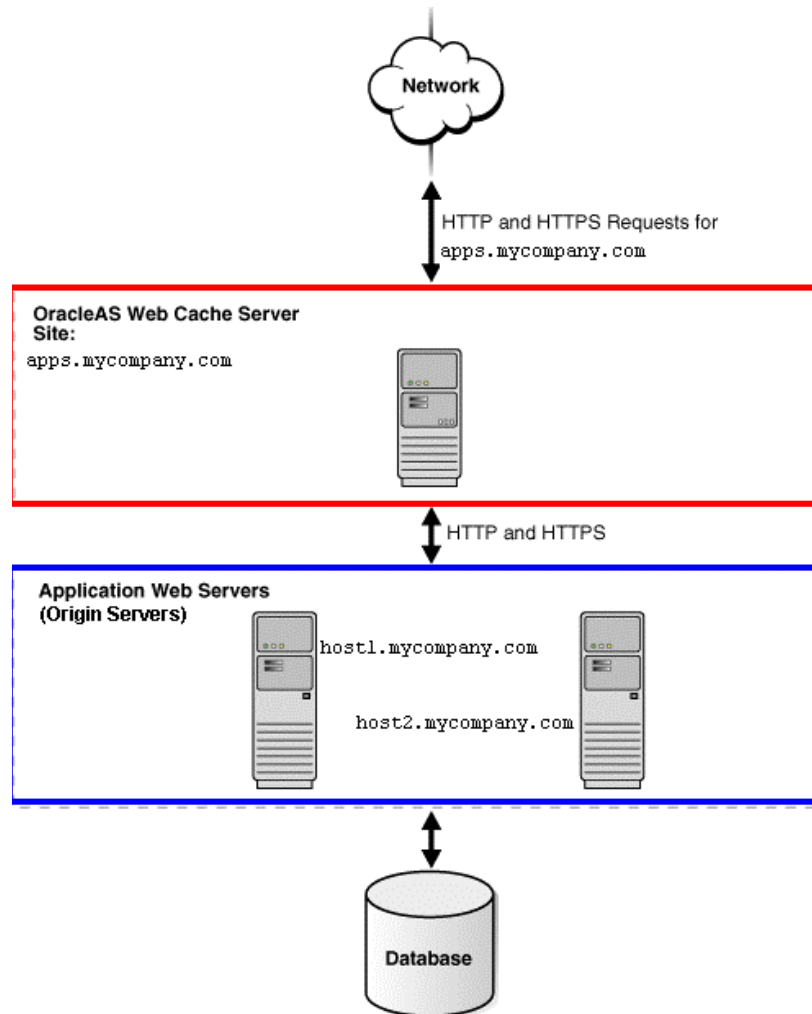 Network
HTTP and HTTPS Requests for
apps.mycompany.com
OracleAS Web Cache Server
Site:
apps.mycompany.com
HTTP and HTTPS
Application Web Servers
(Origin Servers)
host1.mycompany.com
host2.mycompany.com
Database